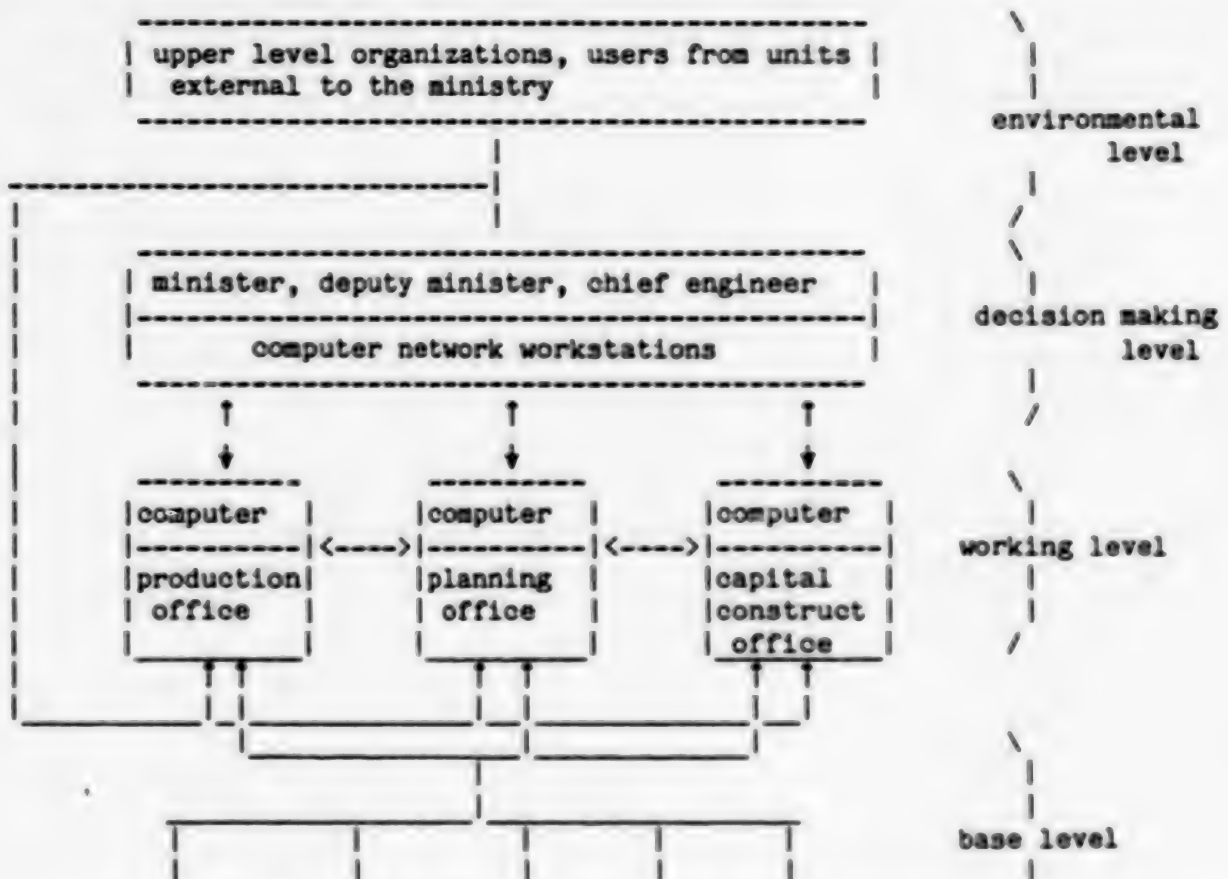 upper level organizations, users from units
external to the ministry
environmental
level
minister, deputy minister, chief engineer
computer network workstations
decision making
level
computer computer computer
production planning capital
office office construct
office
working level
base level